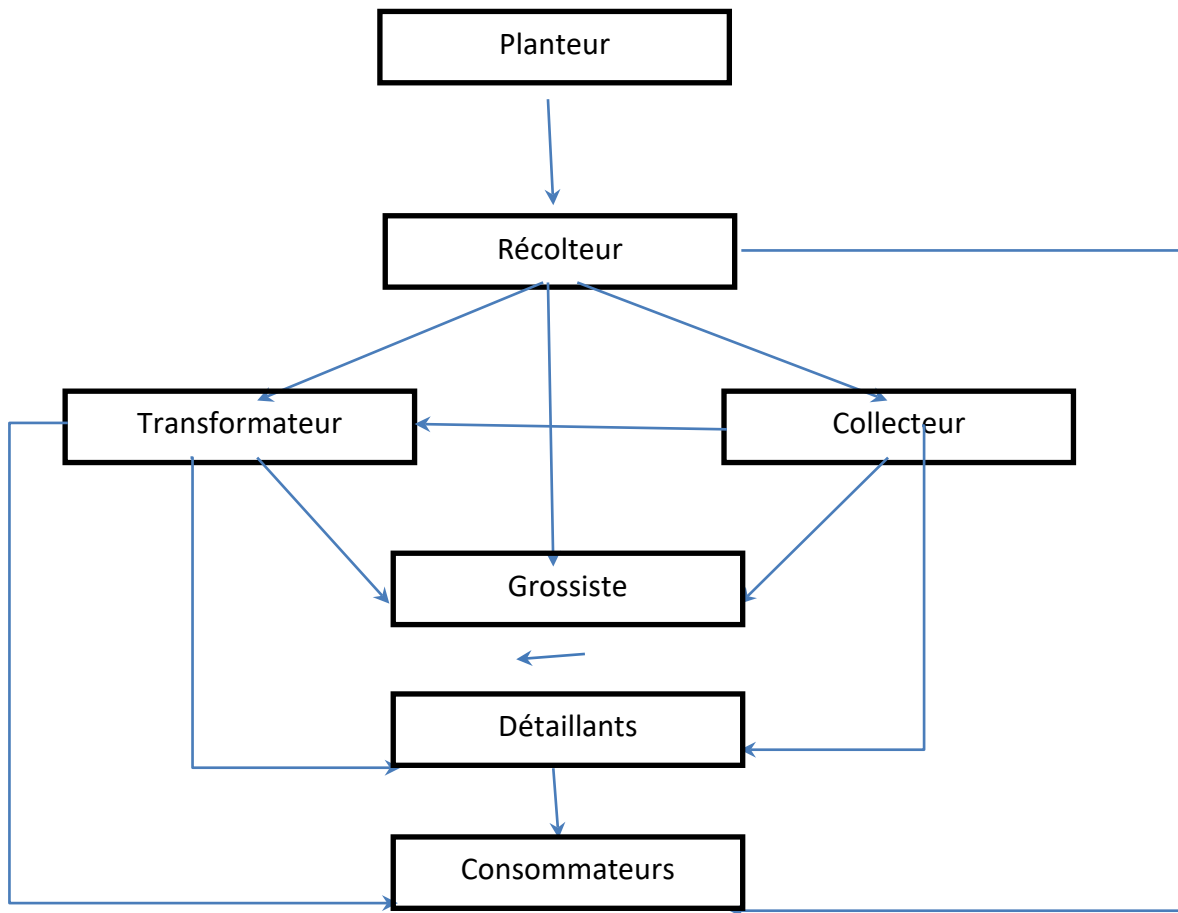 Planteur
Récolteur
Transformateur
Collecteur
Grossiste
Détaillants
Consommateurs